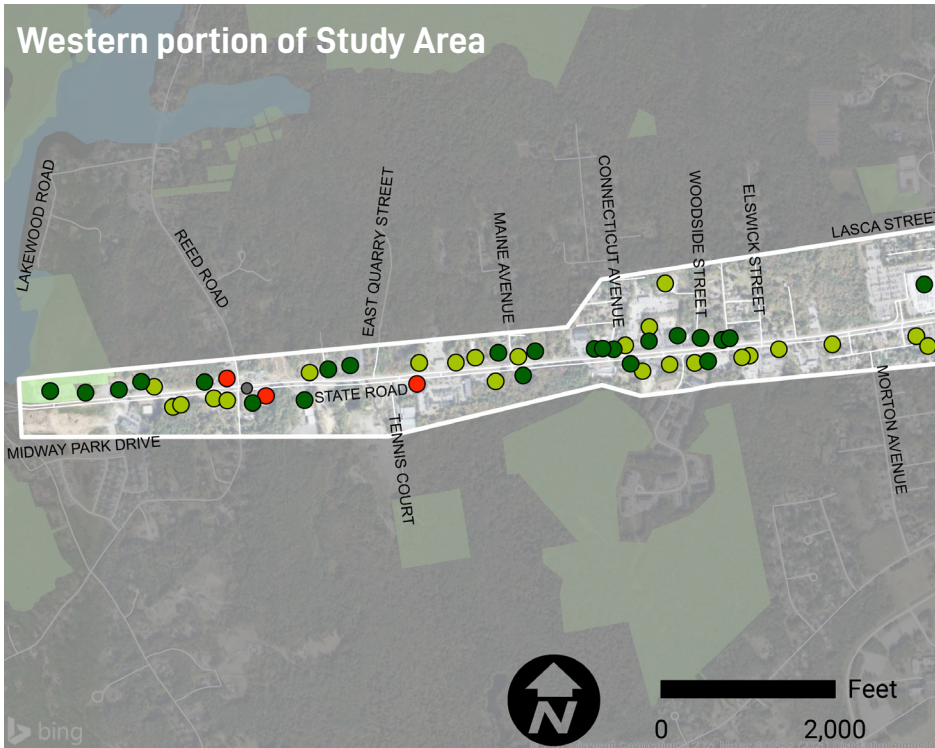 Western portion of Study Area
LAKEWOOD ROAD
REED ROAD
EAST QUARRY STREET
MAINE AVENUE
CONNECTICUT AVENUE
WOODSIDE STREET
ELSWICK STREET
LASCA STREET
STATE ROAD
MIDWAY PARK DRIVE
TENNIS COURT
MORTON AVENUE
N
Feet
0 2,000
bing